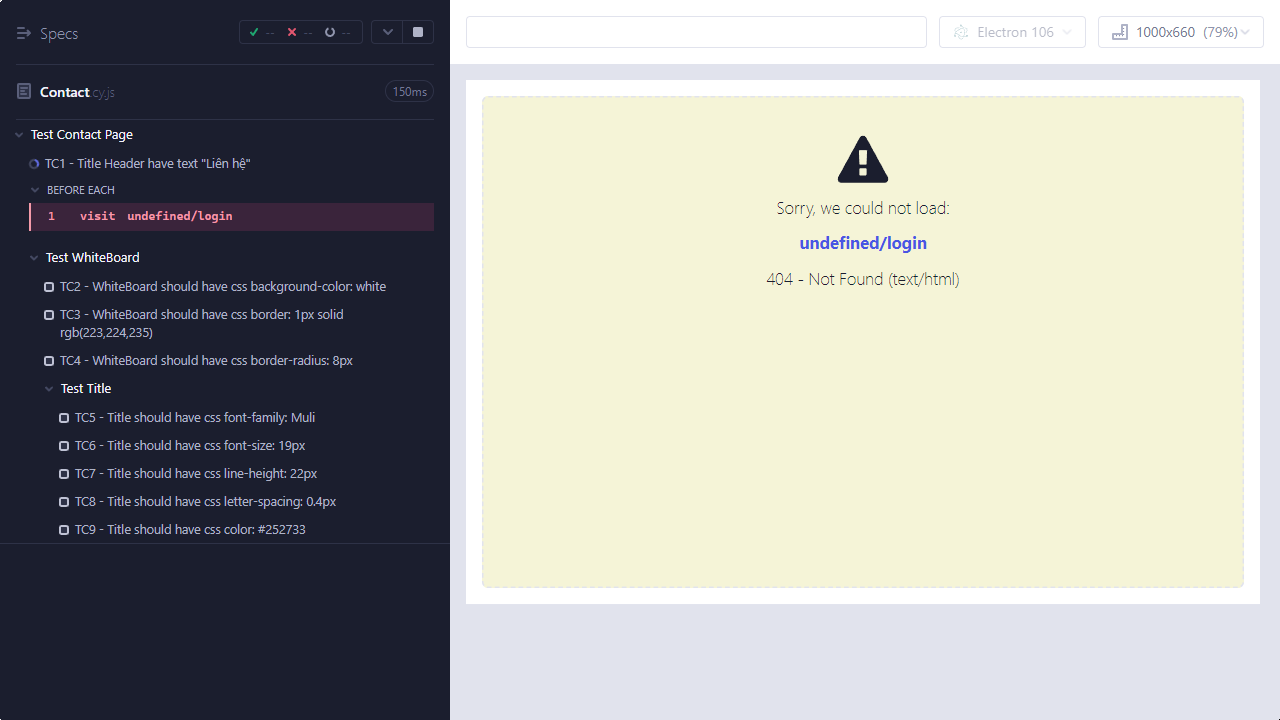 Specs
-- -- --
Contact.cy.js
150ms
Test Contact Page
TC1 - Title Header have text "Liên hệ"
BEFORE EACH
1 visit undefined/login
Test WhiteBoard
TC2 - WhiteBoard should have css background-color: white
TC3 - WhiteBoard should have css border: 1px solid
rgb(223,224,235)
TC4 - WhiteBoard should have css border-radius: 8px
Test Title
TC5 - Title should have css font-family: Muli
TC6 - Title should have css font-size: 19px
TC7 - Title should have css line-height: 22px
TC8 - Title should have css letter-spacing: 0.4px
TC9 - Title should have css color: #252733
Electron 106
1000x660 (79%)
Sorry, we could not load:
undefined/login
404 - Not Found (text/html)